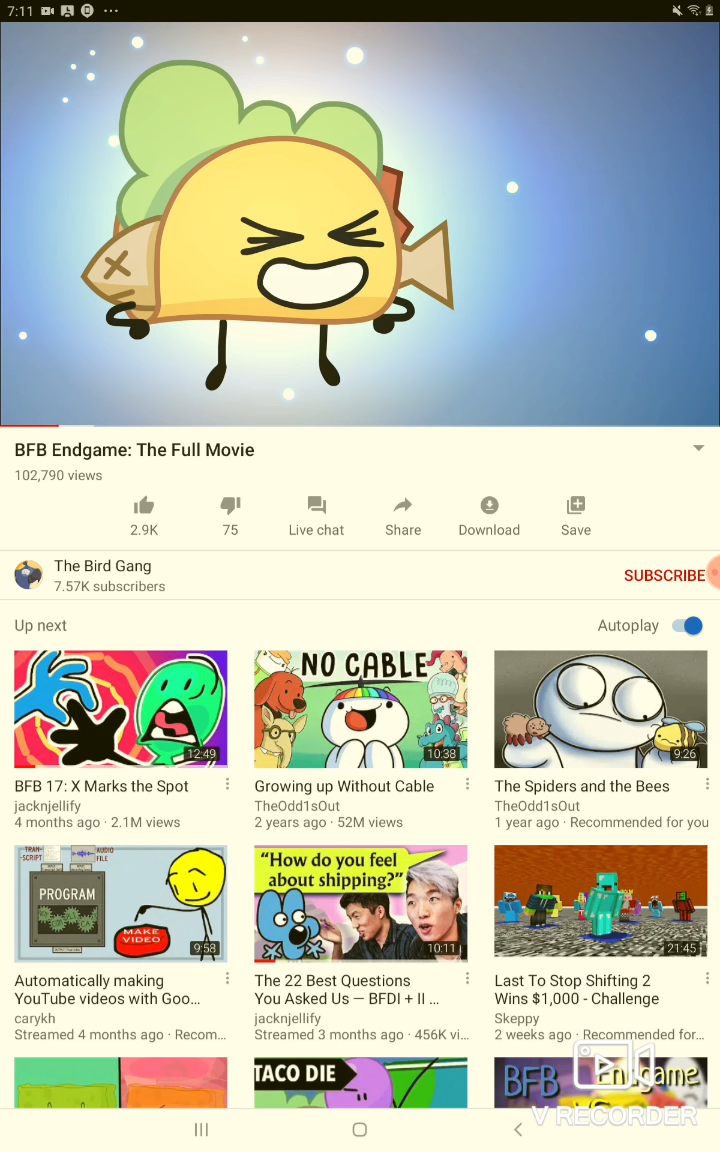 7:11
BFB Endgame: The Full Movie
102,790 views
2.9K
75
Live chat
Share
Download
Save
The Bird Gang
7.57K subscribers
SUBSCRIBE
Up next
Autoplay
12:49
NO CABLE
10:38
9:26
BFB 17: X Marks the Spot
jacknjellify
4 months ago · 2.1M views
Growing up Without Cable
TheOdd1sOut
2 years ago · 52M views
The Spiders and the Bees
TheOdd1sOut
1 year ago · Recommended for you
TRAN-
-SCRIPT
AUDIO
FILE
PROGRAM
MAKE
VIDEO
9:58
“How do you feel
about shipping?”
10:11
21:45
Automatically making
YouTube videos with Goo...
carykh
Streamed 4 months ago · Recom...
The 22 Best Questions
You Asked Us — BFDI + II ...
jacknjellify
Streamed 3 months ago · 456K vi...
Last To Stop Shifting 2
Wins $1,000 - Challenge
Skeppy
2 weeks ago · Recommended for...
TACO DIE
BFB Endgame
V RECORDER